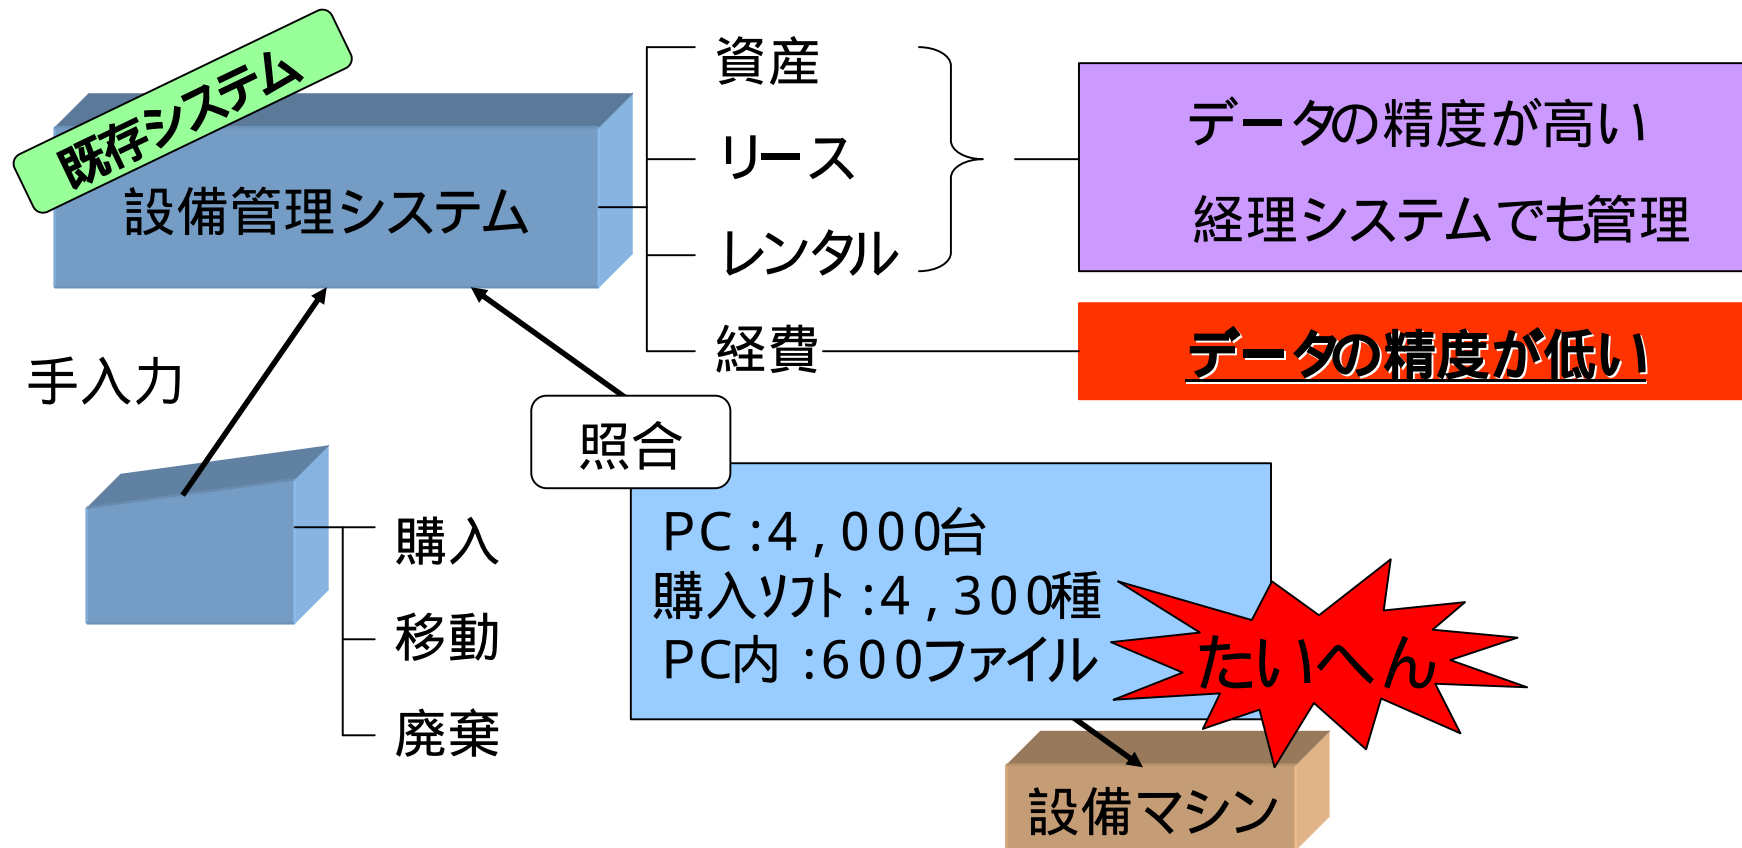 既存システム
設備管理システム
資産
リース
レンタル
経費
データの精度が高い
経理システムでも管理
データの精度が低い
手入力
照合
購入
移動
廃棄
PC:4,000台
購入ｿﾌﾄ:4,300種
PC内:600ファイル
たいへん
設備マシン